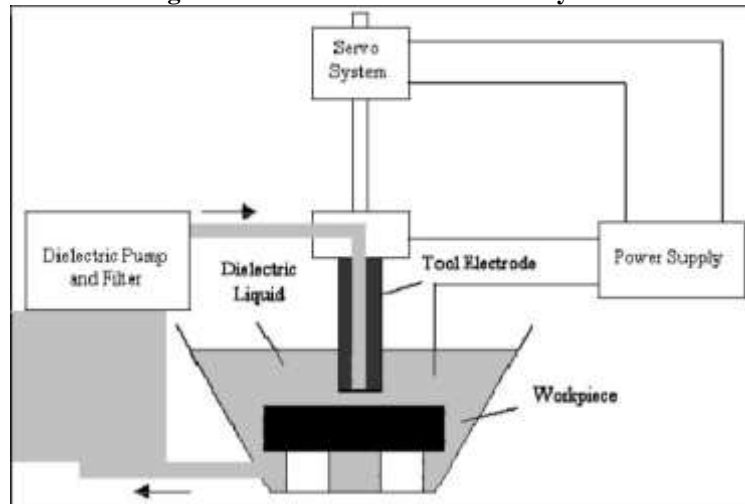 Servo
System
Dielectric Pump
and Filter
Dielectric
Liquid
Tool Electrode
Power Supply
Workpiece